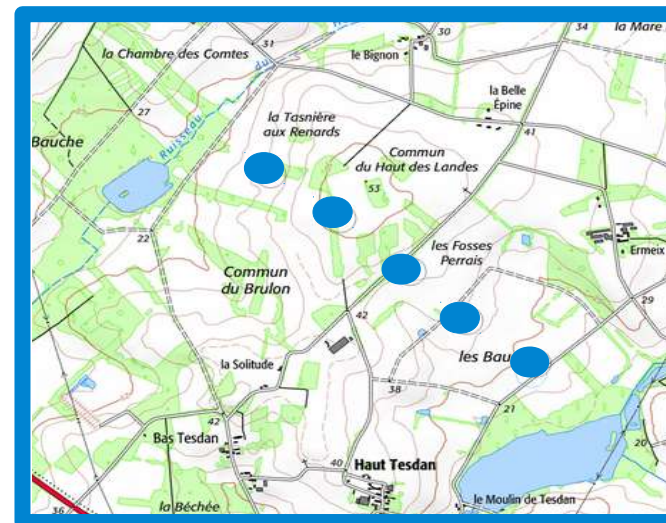 30
34
la Mare
31
la Chambre des Comtes
le Bignon
du
la Belle
Épine
27
la Tasnière
aux Renards
41
Ruisseau
Bauche
Commun
du Haut des Landes
53
22
les Fosses
Perrais
Ermeix
Commun
du Brulon
29
42
les Bau
la Solitude
38
21
42
Bas Tesdan
20
40
Haut Tesdan
le Moulin de Tesdan
la Béchée
36